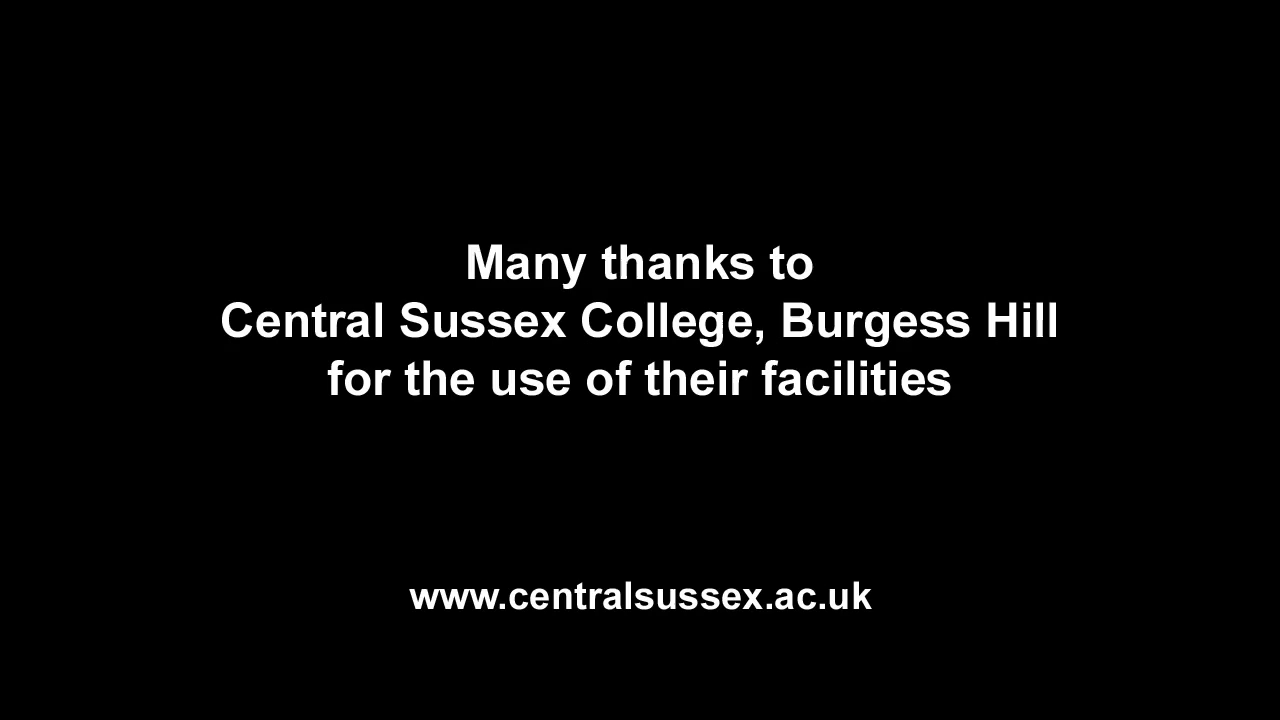 Many thanks to
Central Sussex College, Burgess Hill
for the use of their facilities
www.centralsussex.ac.uk